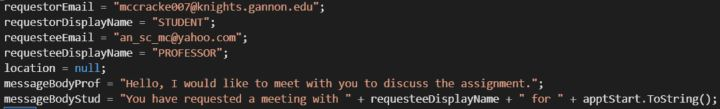 requestorEmail = "mccracke007@knights.gannon.edu";
requestorDisplayName = "STUDENT";
requesteeEmail = "an_sc_mc@yahoo.com";
requesteeDisplayName = "PROFESSOR";
location = null;
messageBodyProf = "Hello, I would like to meet with you to discuss the assignment.";
messageBodyStud = "You have requested a meeting with " + requesteeDisplayName + " for " + apptStart.ToString();